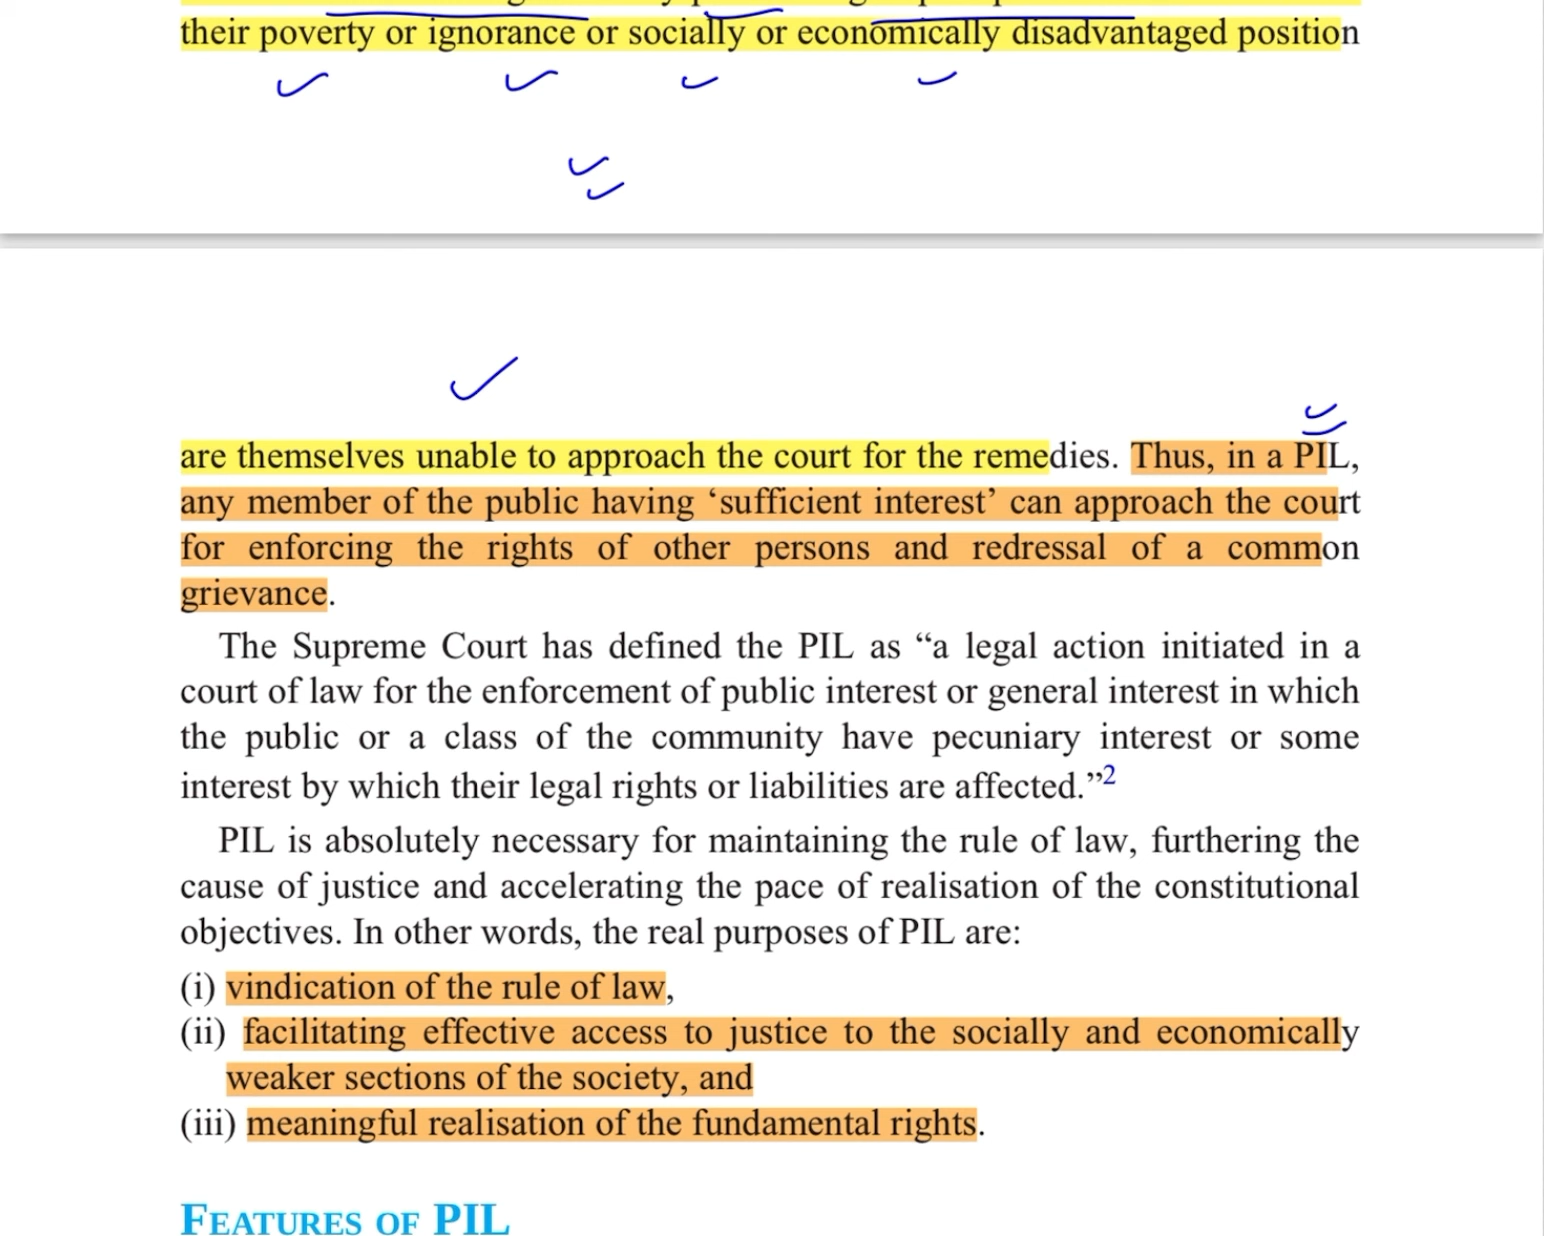 their poverty or ignorance or socially or economically disadvantaged position
are themselves unable to approach the court for the remedies. Thus, in a PIL,
any member of the public having ‘sufficient interest’ can approach the court
for enforcing the rights of other persons and redressal of a common
grievance.
The Supreme Court has defined the PIL as “a legal action initiated in a
court of law for the enforcement of public interest or general interest in which
the public or a class of the community have pecuniary interest or some
interest by which their legal rights or liabilities are affected.”2
PIL is absolutely necessary for maintaining the rule of law, furthering the
cause of justice and accelerating the pace of realisation of the constitutional
objectives. In other words, the real purposes of PIL are:
(i) vindication of the rule of law,
(ii) facilitating effective access to justice to the socially and economically
weaker sections of the society, and
(iii) meaningful realisation of the fundamental rights.
FEATURES OF PIL